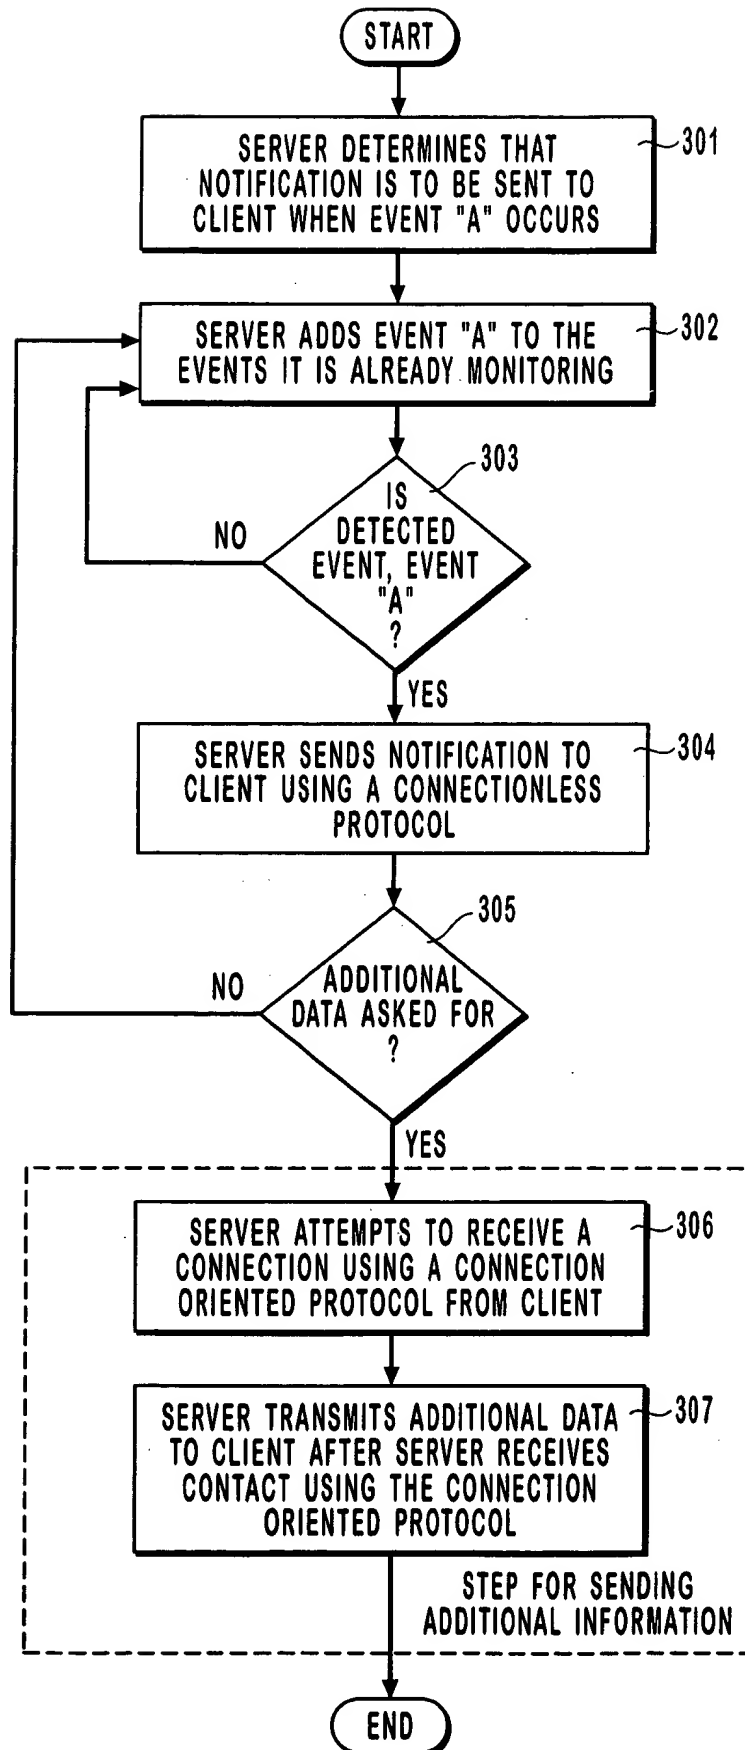 START
SERVER DETERMINES THAT
NOTIFICATION IS TO BE SENT TO
CLIENT WHEN EVENT "A" OCCURS
301
SERVER ADDS EVENT "A" TO THE
EVENTS IT IS ALREADY MONITORING
302
303
IS
DETECTED
EVENT, EVENT
"A"
?
NO
YES
SERVER SENDS NOTIFICATION TO
CLIENT USING A CONNECTIONLESS
PROTOCOL
304
305
ADDITIONAL
DATA ASKED FOR
?
NO
YES
SERVER ATTEMPTS TO RECEIVE A
CONNECTION USING A CONNECTION
ORIENTED PROTOCOL FROM CLIENT
306
SERVER TRANSMITS ADDITIONAL DATA
TO CLIENT AFTER SERVER RECEIVES
CONTACT USING THE CONNECTION
ORIENTED PROTOCOL
307
STEP FOR SENDING
ADDITIONAL INFORMATION
END